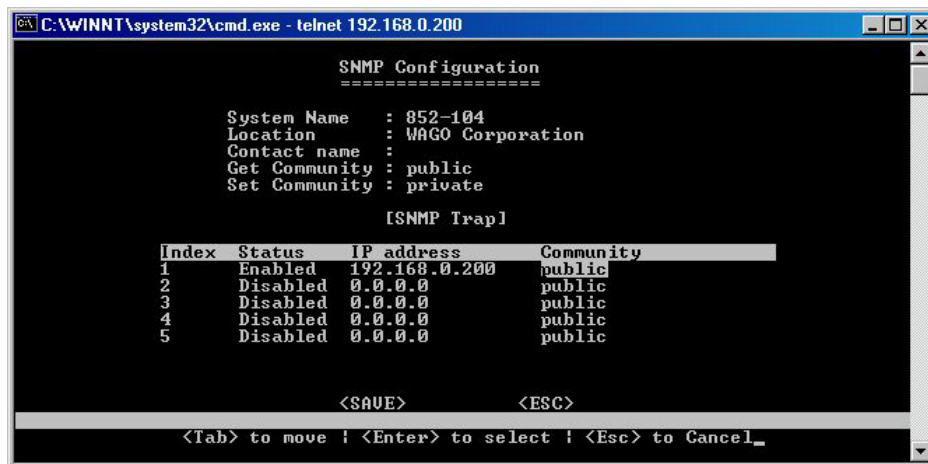 C:\WINNT\system32\cmd.exe - telnet 192.168.0.200
SNMP Configuration
===================
System Name : 852-104
Location : WAGO Corporation
Contact name :
Get Community : public
Set Community : private
[SNMP Trap]
Index Status IP address Community
1 Enabled 192.168.0.200 public
2 Disabled 0.0.0.0 public
3 Disabled 0.0.0.0 public
4 Disabled 0.0.0.0 public
5 Disabled 0.0.0.0 public
<SAVE> <ESC>
<Tab> to move | <Enter> to select | <Esc> to Cancel_